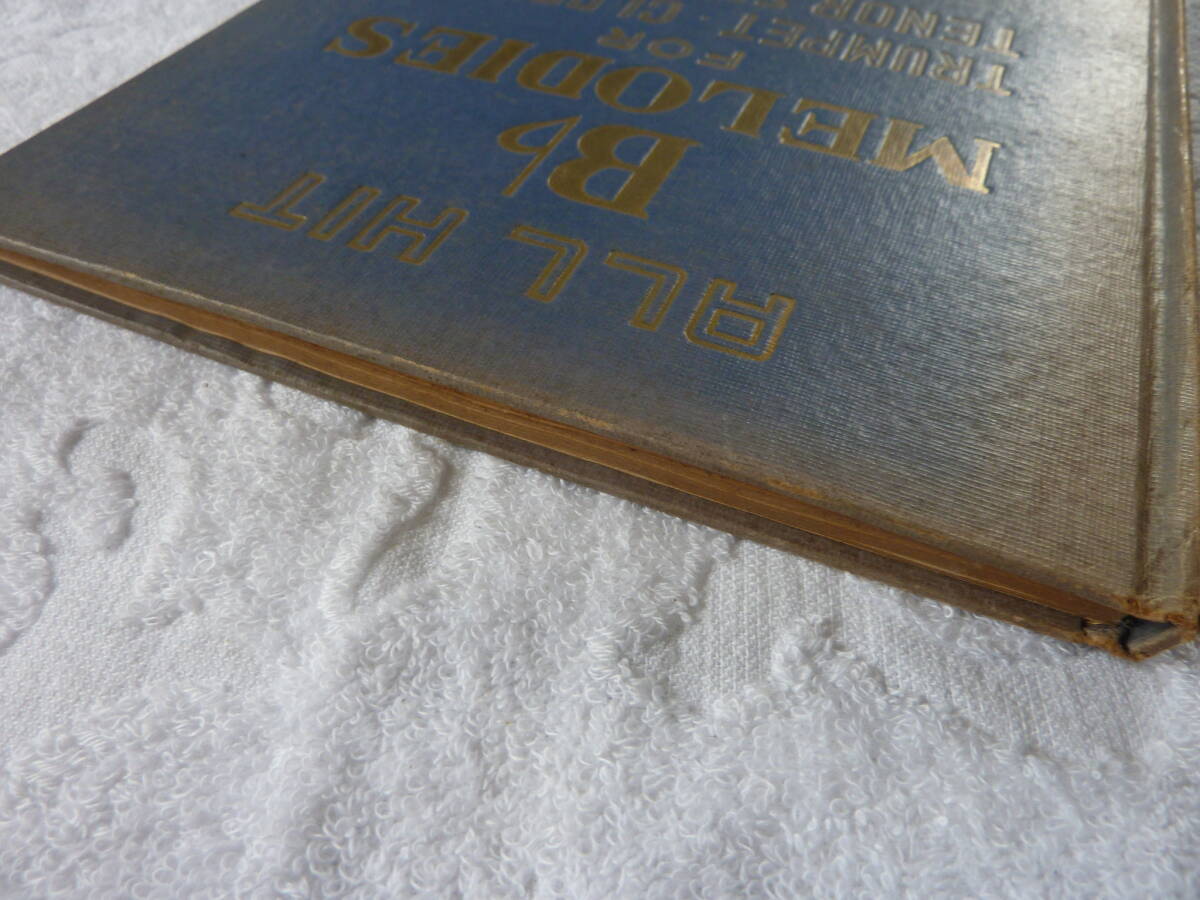 ALL HIT
B♭
MELODIES
FOR
TRUMPET · CL
TENOR